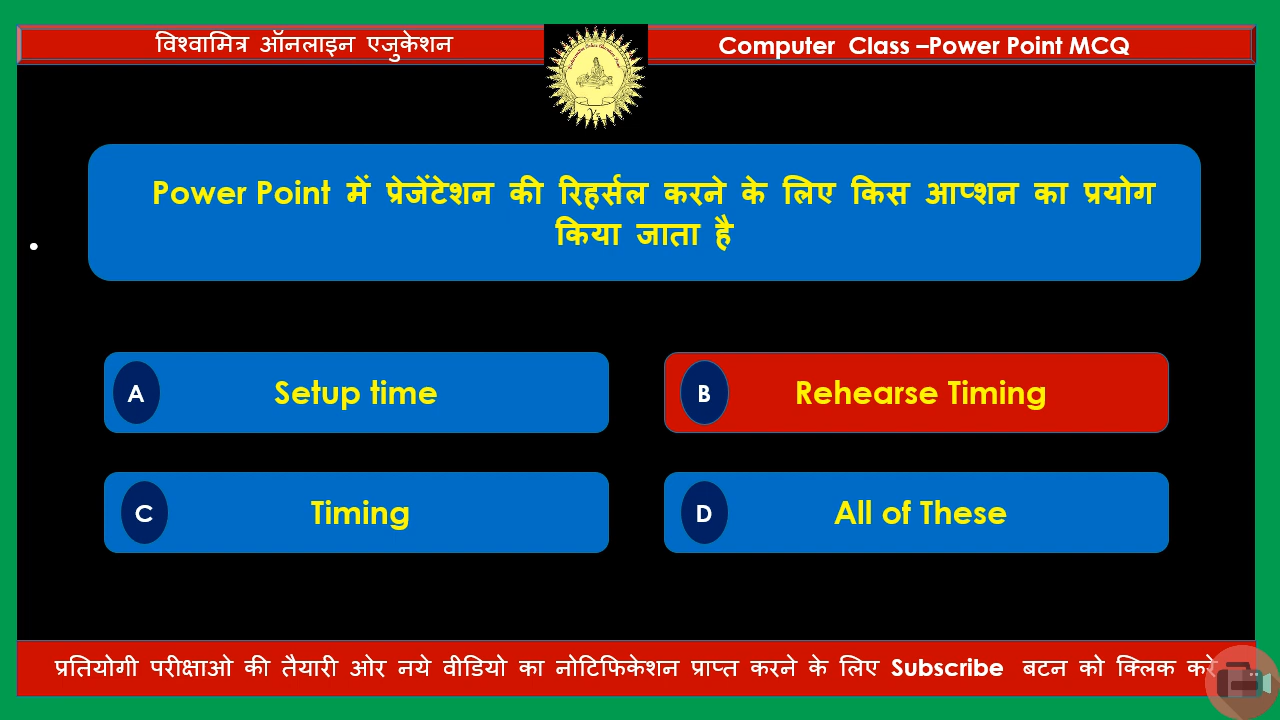 विश्वामित्र ऑनलाइन एजुकेशन
Computer Class –Power Point MCQ
Power Point में प्रेजेंटेशन की रिहर्सल करने के लिए किस आप्शन का प्रयोग
किया जाता है
A Setup time
B Rehearse Timing
C Timing
D All of These
प्रतियोगी परीक्षाओ की तैयारी ओर नये वीडियो का नोटिफिकेशन प्राप्त करने के लिए Subscribe बटन को क्लिक करे